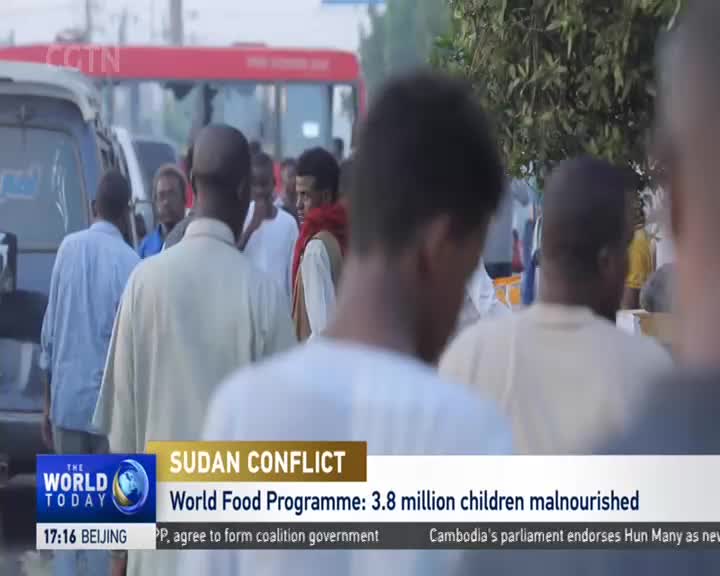 CGTN
SUDAN CONFLICT
THE
WORLD
TODAY
World Food Programme: 3.8 million children malnourished
17:16 BEIJING
PP, agree to form coalition government Cambodia's parliament endorses Hun Many as new